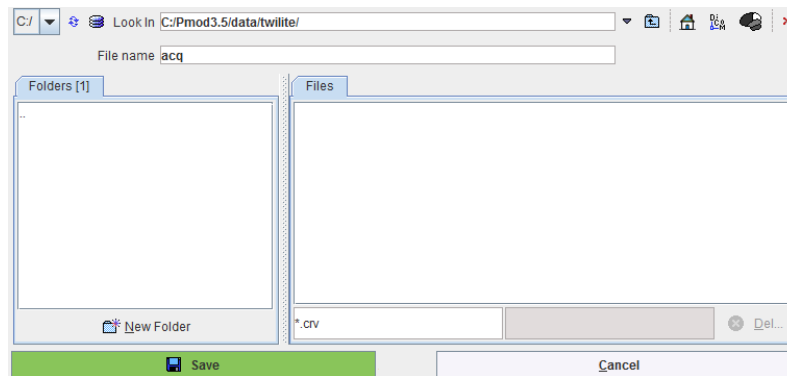 C:/ Look In C:/Pmod3.5/data/twilite/
File name acq
Folders [1] Files
..
New Folder *.crv Del...
Save Cancel